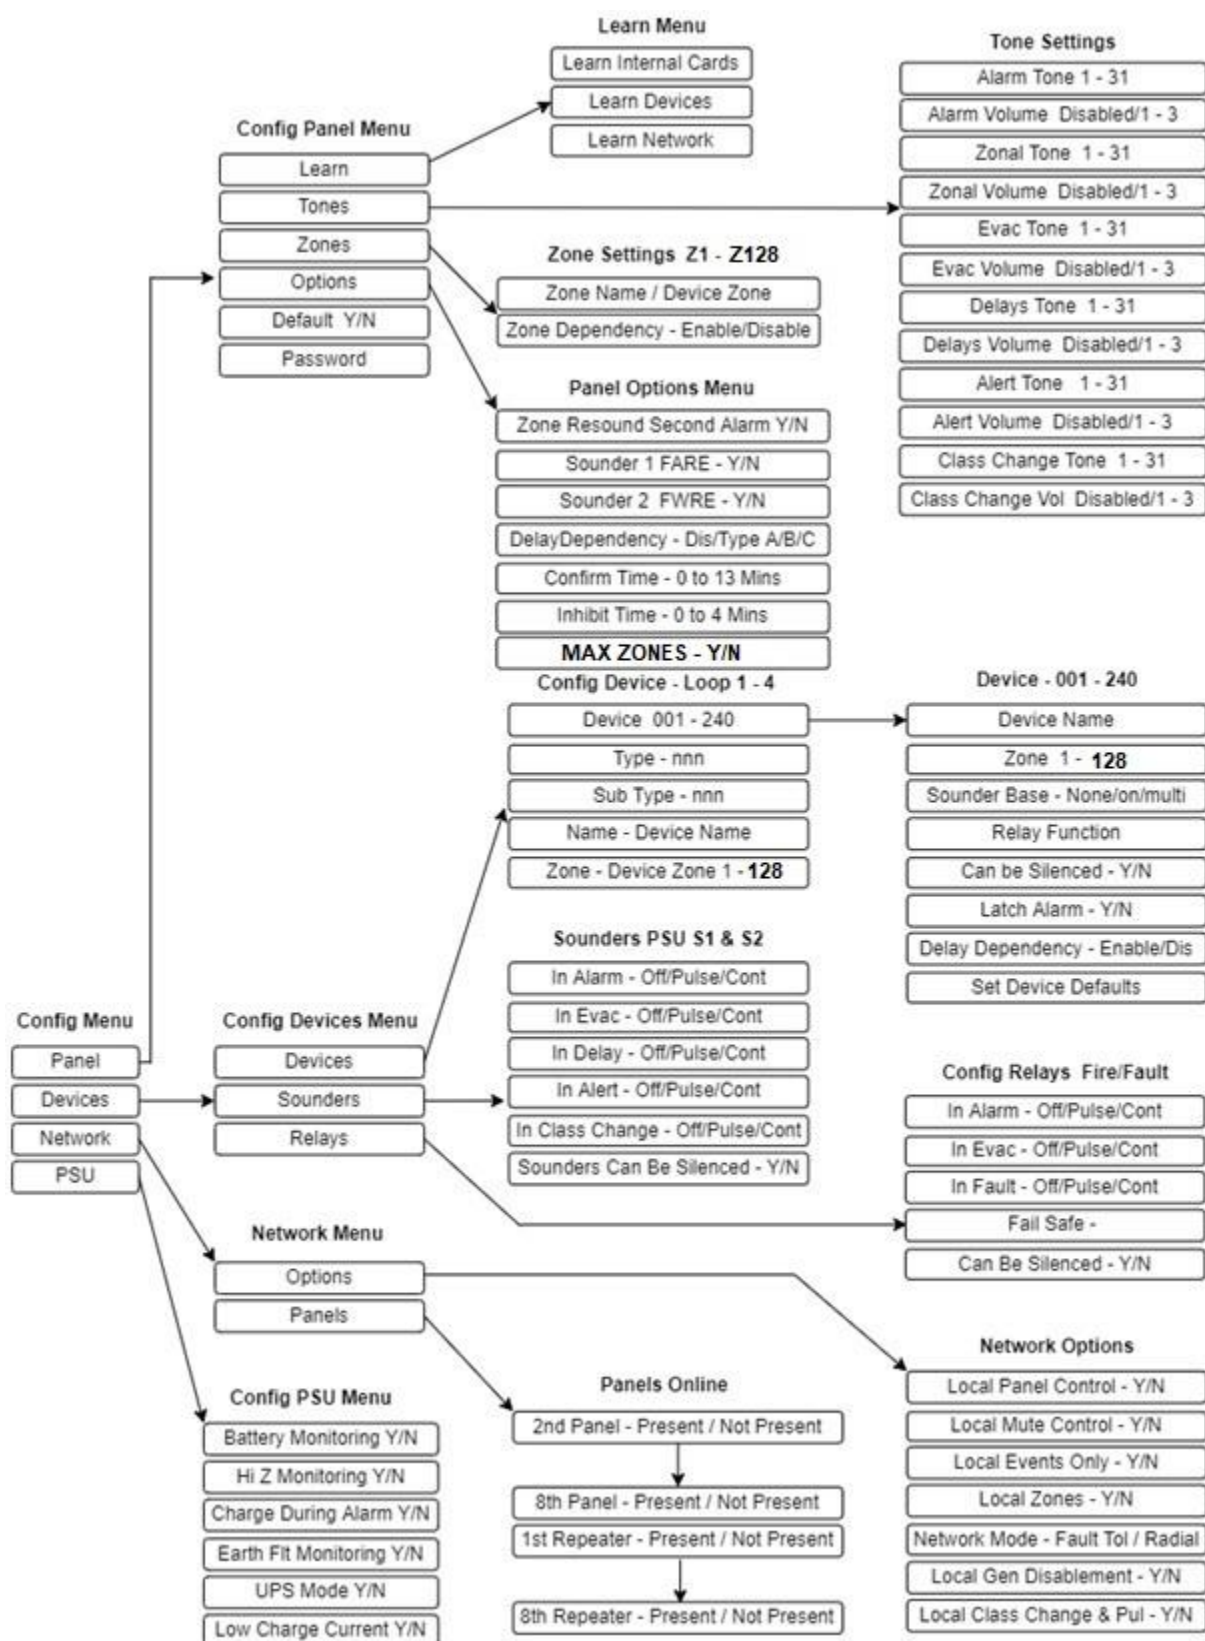 Learn Menu
Learn Internal Cards
Learn Devices
Learn Network
Tone Settings
Alarm Tone 1 - 31
Alarm Volume Disabled/1 - 3
Zonal Tone 1 - 31
Zonal Volume Disabled/1 - 3
Evac Tone 1 - 31
Evac Volume Disabled/1 - 3
Delays Tone 1 - 31
Delays Volume Disabled/1 - 3
Alert Tone 1 - 31
Alert Volume Disabled/1 - 3
Class Change Tone 1 - 31
Class Change Vol Disabled/1 - 3
Config Panel Menu
Learn
Tones
Zones
Options
Default Y/N
Password
Zone Settings Z1 - Z128
Zone Name / Device Zone
Zone Dependency - Enable/Disable
Panel Options Menu
Zone Resound Second Alarm Y/N
Sounder 1 FARE - Y/N
Sounder 2 FWRE - Y/N
DelayDependency - Dis/Type A/B/C
Confirm Time - 0 to 13 Mins
Inhibit Time - 0 to 4 Mins
MAX ZONES - Y/N
Config Device - Loop 1 - 4
Device 001 - 240
Type - nnn
Sub Type - nnn
Name - Device Name
Zone - Device Zone 1 - 128
Device - 001 - 240
Device Name
Zone 1 - 128
Sounder Base - None/on/multi
Relay Function
Can be Silenced - Y/N
Latch Alarm - Y/N
Delay Dependency - Enable/Dis
Set Device Defaults
Sounders PSU S1 & S2
In Alarm - Off/Pulse/Cont
In Evac - Off/Pulse/Cont
In Delay - Off/Pulse/Cont
In Alert - Off/Pulse/Cont
In Class Change - Off/Pulse/Cont
Sounders Can Be Silenced - Y/N
Config Menu
Panel
Devices
Network
PSU
Config Devices Menu
Devices
Sounders
Relays
Config Relays Fire/Fault
In Alarm - Off/Pulse/Cont
In Evac - Off/Pulse/Cont
In Fault - Off/Pulse/Cont
Fail Safe -
Can Be Silenced - Y/N
Network Menu
Options
Panels
Config PSU Menu
Battery Monitoring Y/N
Hi Z Monitoring Y/N
Charge During Alarm Y/N
Earth Flt Monitoring Y/N
UPS Mode Y/N
Low Charge Current Y/N
Panels Online
2nd Panel - Present / Not Present
8th Panel - Present / Not Present
1st Repeater - Present / Not Present
8th Repeater - Present / Not Present
Network Options
Local Panel Control - Y/N
Local Mute Control - Y/N
Local Events Only - Y/N
Local Zones - Y/N
Network Mode - Fault Tol / Radial
Local Gen Disablement - Y/N
Local Class Change & Pul - Y/N